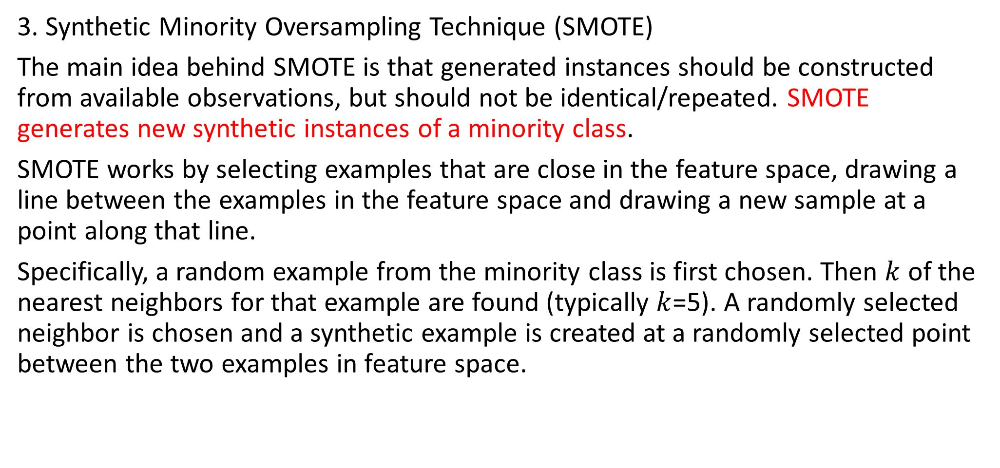 3. Synthetic Minority Oversampling Technique (SMOTE)
The main idea behind SMOTE is that generated instances should be constructed
from available observations, but should not be identical/repeated. SMOTE
generates new synthetic instances of a minority class.
SMOTE works by selecting examples that are close in the feature space, drawing a
line between the examples in the feature space and drawing a new sample at a
point along that line.
Specifically, a random example from the minority class is first chosen. Then k of the
nearest neighbors for that example are found (typically k=5). A randomly selected
neighbor is chosen and a synthetic example is created at a randomly selected point
between the two examples in feature space.